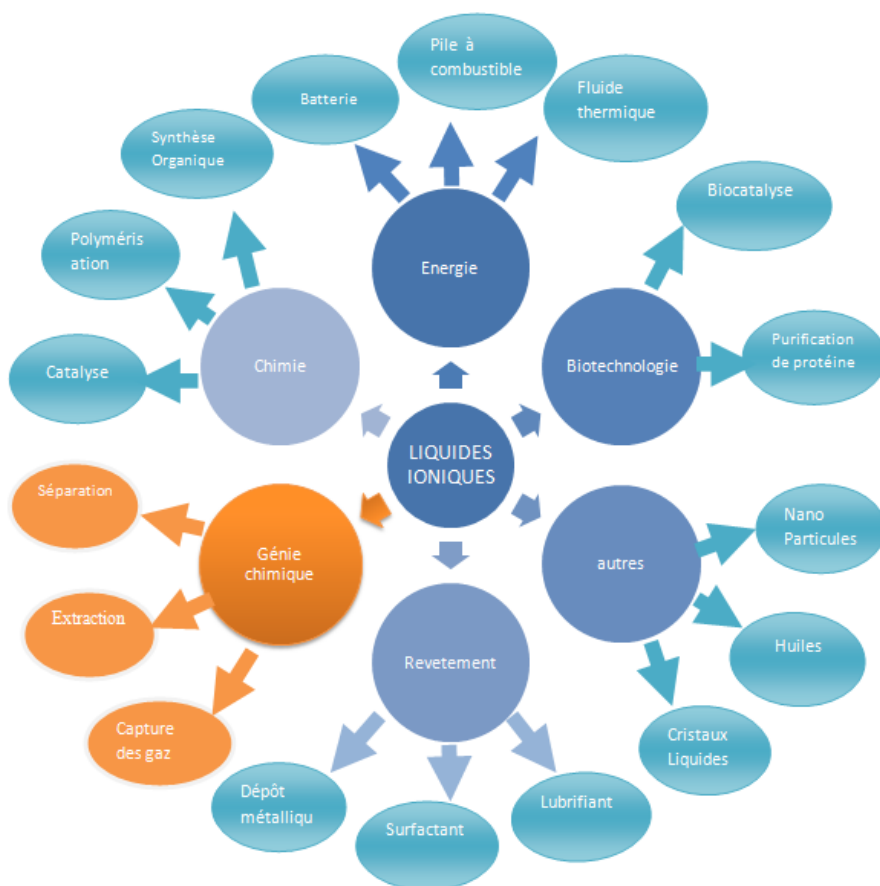 Pile à
combustible
Fluide
thermique
Batterie
Synthèse
Organique
Biocatalyse
Polyméris
ation
Energie
Purification
de protéine
Catalyse
Chimie
Biotechnologie
LIQUIDES
IONIQUES
Séparation
Génie
chimique
autres
Nano
Particules
Extraction
Revetement
Huiles
Capture
des gaz
Cristaux
Liquides
Dépôt
métalliqu
Surfactant
Lubrifiant